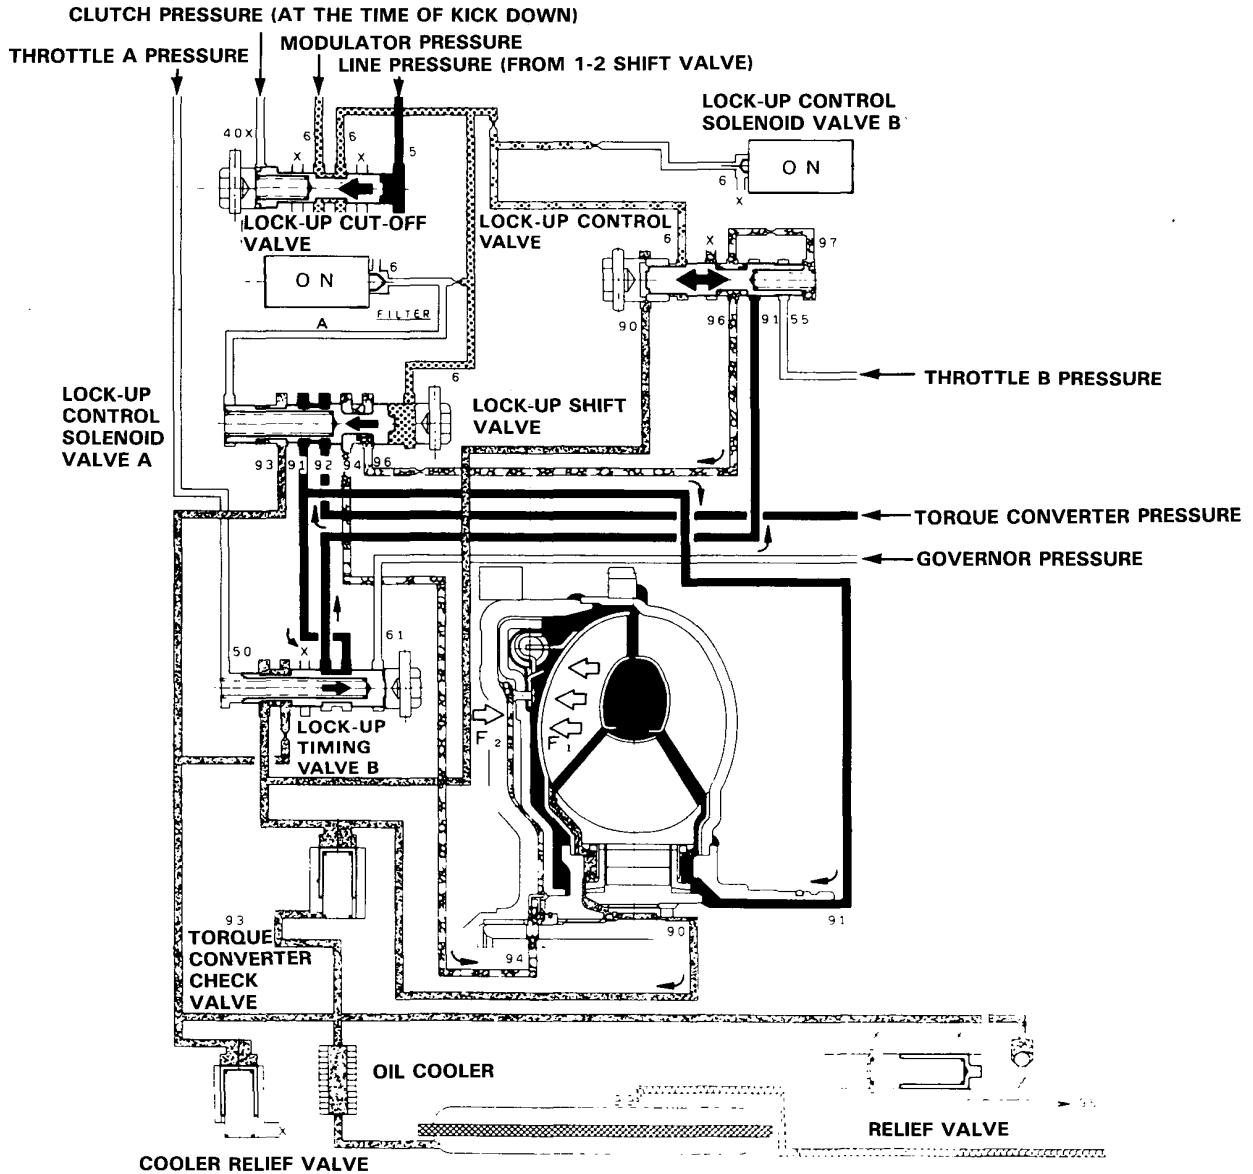 CLUTCH PRESSURE (AT THE TIME OF KICK DOWN)
THROTTLE A PRESSURE
MODULATOR PRESSURE
LINE PRESSURE (FROM 1-2 SHIFT VALVE)
LOCK-UP CONTROL
SOLENOID VALVE B
40X
6
6
5
X
X
ON
6
X
LOCK-UP CUT-OFF
VALVE
LOCK-UP CONTROL
VALVE
6
X
97
ON
6
FILTER
A
90
96
91
55
THROTTLE B PRESSURE
6
LOCK-UP
CONTROL
SOLENOID
VALVE A
LOCK-UP SHIFT
VALVE
93
91
92
94
96
TORQUE CONVERTER PRESSURE
GOVERNOR PRESSURE
50
X
61
LOCK-UP
TIMING
VALVE B
F2
F1
93
TORQUE
CONVERTER
CHECK
VALVE
94
90
91
E
OIL COOLER
X
RELIEF VALVE
COOLER RELIEF VALVE